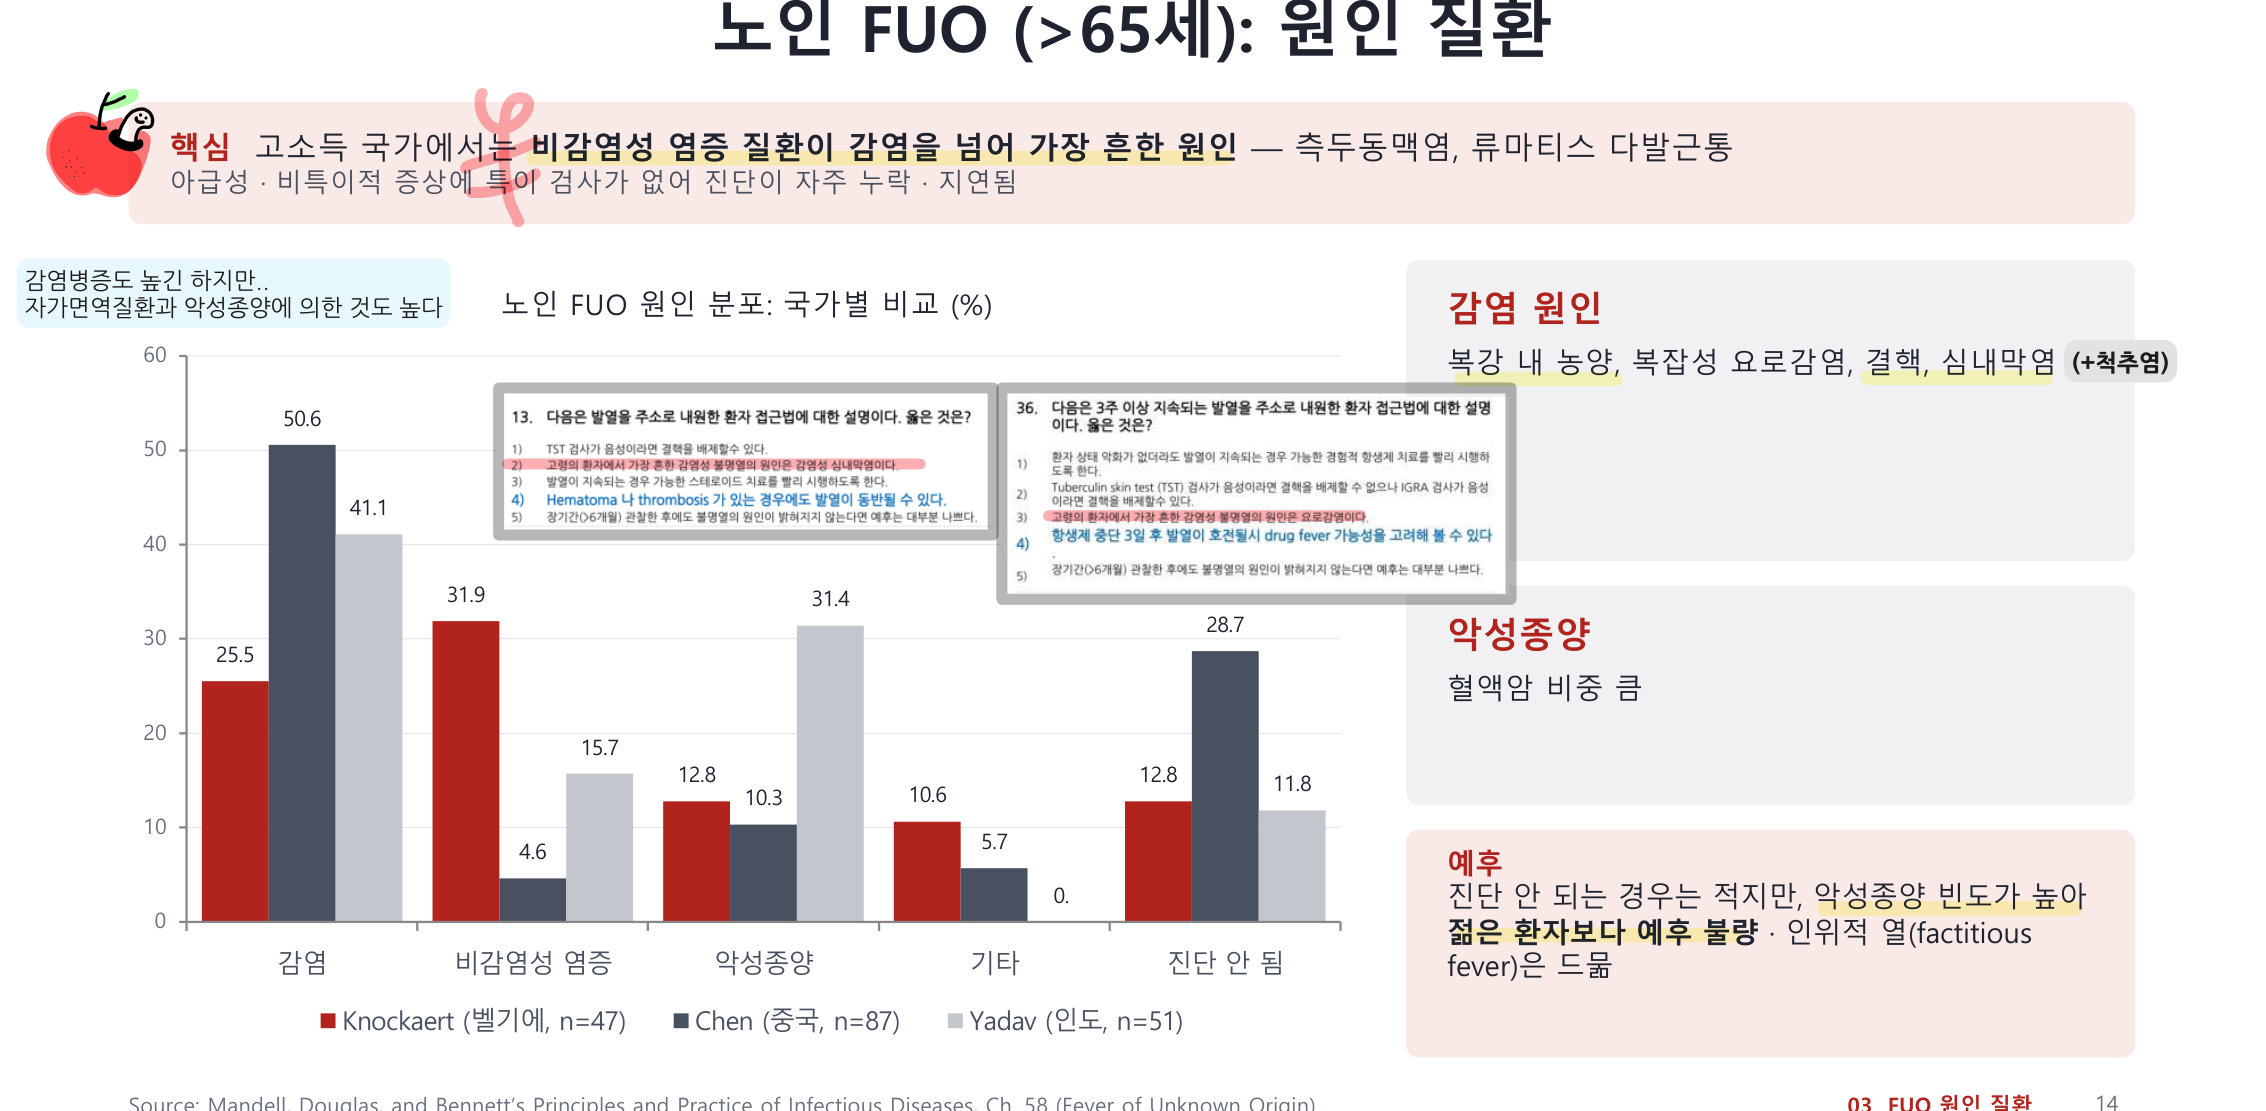 노인 FUO (>65세): 원인 질환
핵심 고소득 국가에서는 비감염성 염증 질환이 감염을 넘어 가장 흔한 원인 — 측두동맥염, 류마티스 다발근통
아급성 · 비특이적 증상에 특이 검사가 없어 진단이 자주 누락 · 지연됨
감염병증도 높긴 하지만..
자가면역질환과 악성종양에 의한 것도 높다
노인 FUO 원인 분포: 국가별 비교 (%)
60
50
40
30
20
10
0
50.6
41.1
25.5
31.9
4.6
15.7
12.8
10.3
31.4
10.6
5.7
0.
12.8
28.7
11.8
감염
비감염성 염증
악성종양
기타
진단 안 됨
Knockaert (벨기에, n=47)
Chen (중국, n=87)
Yadav (인도, n=51)
13. 다음은 발열을 주소로 내원한 환자 접근법에 대한 설명이다. 옳은 것은?
1) TST 검사가 음성이라면 결핵을 배제할수 있다.
2) 고령의 환자에서 가장 흔한 감염성 불명열의 원인은 감염성 심내막염이다.
3) 발열이 지속되는 경우 가능한 스테로이드 치료를 빨리 시행하도록 한다.
4) Hematoma 나 thrombosis 가 있는 경우에도 발열이 동반될 수 있다.
5) 장기간(>6개월) 관찰한 후에도 불명열의 원인이 밝혀지지 않는다면 예후는 대부분 나쁘다.
36. 다음은 3주 이상 지속되는 발열을 주소로 내원한 환자 접근법에 대한 설명
이다. 옳은 것은?
1) 환자 상태 악화가 없더라도 발열이 지속되는 경우 가능한 경험적 항생제 치료를 빨리 시행하
도록 한다.
2) Tuberculin skin test (TST) 검사가 음성이라면 결핵을 배제할 수 없으나 IGRA 검사가 음성
이라면 결핵을 배제할수 있다.
3) 고령의 환자에서 가장 흔한 감염성 불명열의 원인은 요로감염이다.
4) 항생제 중단 3일 후 발열이 호전될시 drug fever 가능성을 고려해 볼 수 있다
.
5) 장기간(>6개월) 관찰한 후에도 불명열의 원인이 밝혀지지 않는다면 예후는 대부분 나쁘다.
감염 원인
복강 내 농양, 복잡성 요로감염, 결핵, 심내막염 (+척추염)
악성종양
혈액암 비중 큼
예후
진단 안 되는 경우는 적지만, 악성종양 빈도가 높아
젊은 환자보다 예후 불량 · 인위적 열(factitious
fever)은 드묾
Source: Mandell, Douglas, and Bennett's Principles and Practice of Infectious Diseases, Ch. 58 (Fever of Unknown Origin)
03 FUO 원인 질환 14